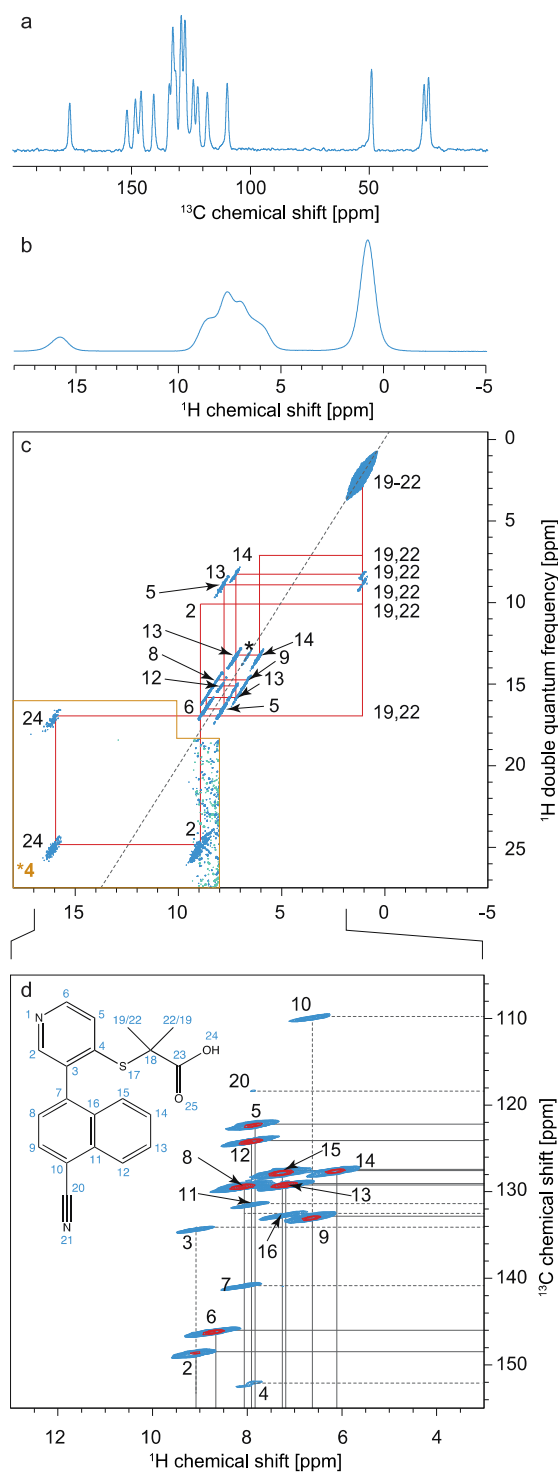 a
150 100 50
13C chemical shift [ppm]
b
15 10 5 0 -5
1H chemical shift [ppm]
c
0
19-22
5
14 19,22
13 19,22
5 19,22
2 19,22
10
13 * 14
8 9
12 13
15
6 5
24 19,22
20
24 2
*4
25
15 10 5 0 -5
1H double quantum frequency [ppm]
d
10
110
6
1 N 5
19/22 22/19
24
OH
2 4 23
3 S 18
17 O
25
7 16 15
8 14
9 13
10 11 12
20
N
21
20
5
120
12
15
8 14
11 13
130
16 9
3
7
140
6
2
4
150
12 10 8 6 4
1H chemical shift [ppm]
13C chemical shift [ppm]